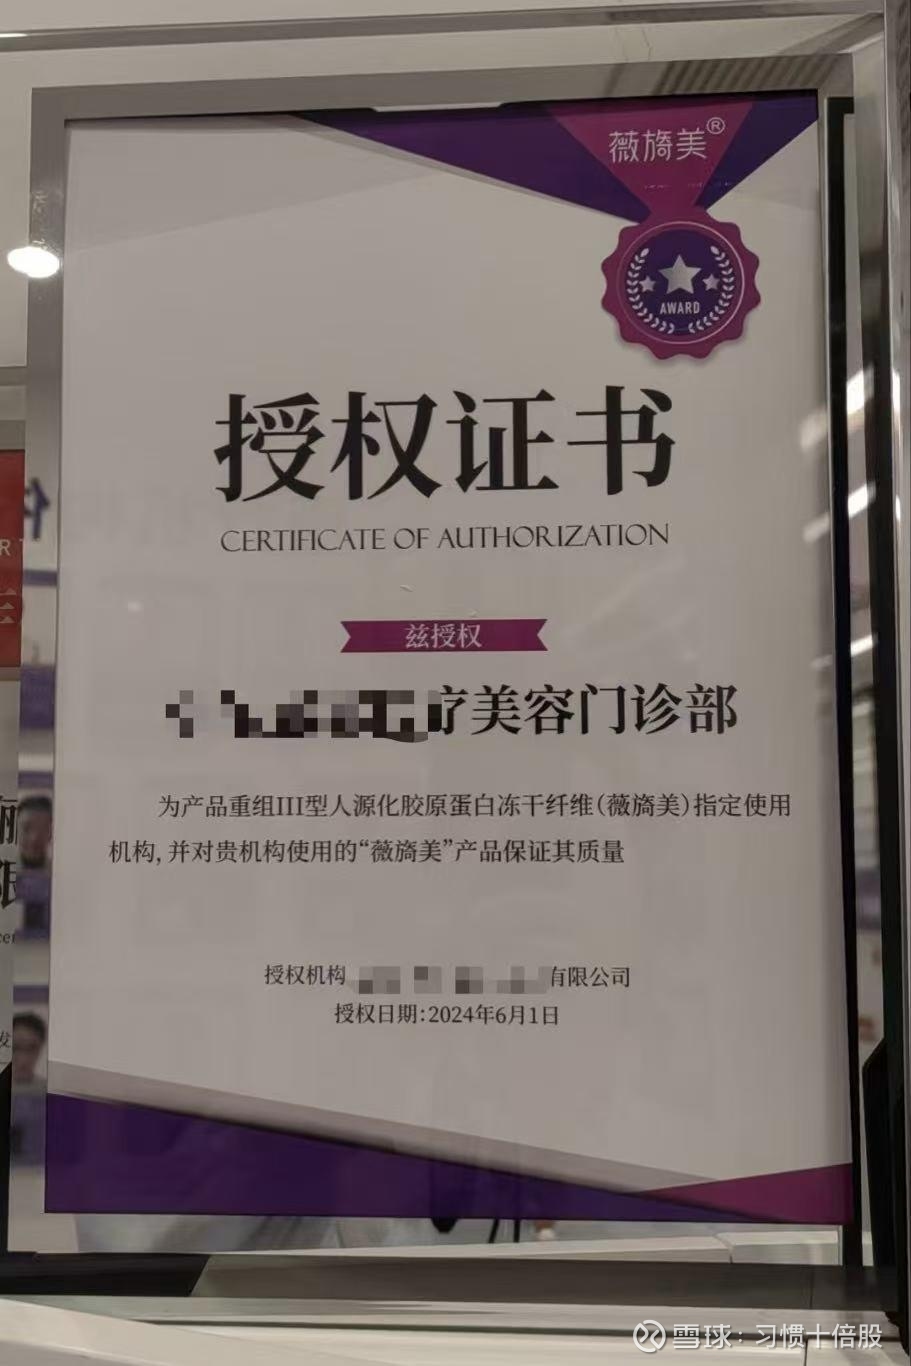 薇旖美®
AWARD
授权证书
CERTIFICATE OF AUTHORIZATION
兹授权
疗美容门诊部
为产品重组III型人源化胶原蛋白冻干纤维(薇旖美)指定使用
机构,并对贵机构使用的“薇旖美”产品保证其质量
授权机构
有限公司
授权日期:2024年6月1日
雪球:习惯十倍股